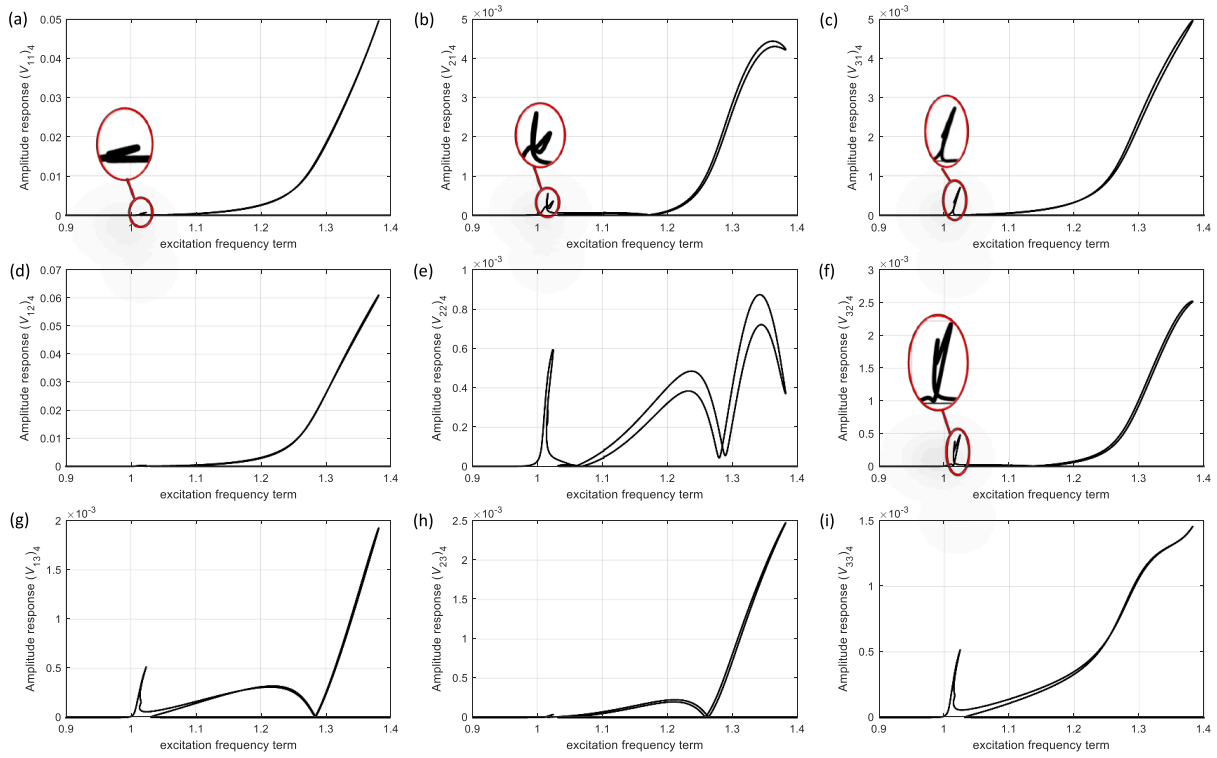 (a)
×10⁻³
(b)
×10⁻³
(c)
Amplitude response (V₁₁)₄
0.05
0.04
0.03
0.02
0.01
0
0.9 1 1.1 1.2 1.3 1.4
excitation frequency term
Amplitude response (V₂₁)₄
5
4
3
2
1
0
0.9 1 1.1 1.2 1.3 1.4
excitation frequency term
Amplitude response (V₃₁)₄
5
4
3
2
1
0
0.9 1 1.1 1.2 1.3 1.4
excitation frequency term
(d)
Amplitude response (V₁₂)₄
0.07
0.06
0.05
0.04
0.03
0.02
0.01
0
0.9 1 1.1 1.2 1.3 1.4
excitation frequency term
(e)
×10⁻³
Amplitude response (V₂₂)₄
1
0.8
0.6
0.4
0.2
0
0.9 1 1.1 1.2 1.3 1.4
excitation frequency term
(f)
×10⁻³
Amplitude response (V₃₂)₄
3
2.5
2
1.5
1
0.5
0
0.9 1 1.1 1.2 1.3 1.4
excitation frequency term
(g)
×10⁻³
Amplitude response (V₁₃)₄
2
1.5
1
0.5
0
0.9 1 1.1 1.2 1.3 1.4
excitation frequency term
(h)
×10⁻³
Amplitude response (V₂₃)₄
2.5
2
1.5
1
0.5
0
0.9 1 1.1 1.2 1.3 1.4
excitation frequency term
(i)
×10⁻³
Amplitude response (V₃₃)₄
1.5
1
0.5
0
0.9 1 1.1 1.2 1.3 1.4
excitation frequency term